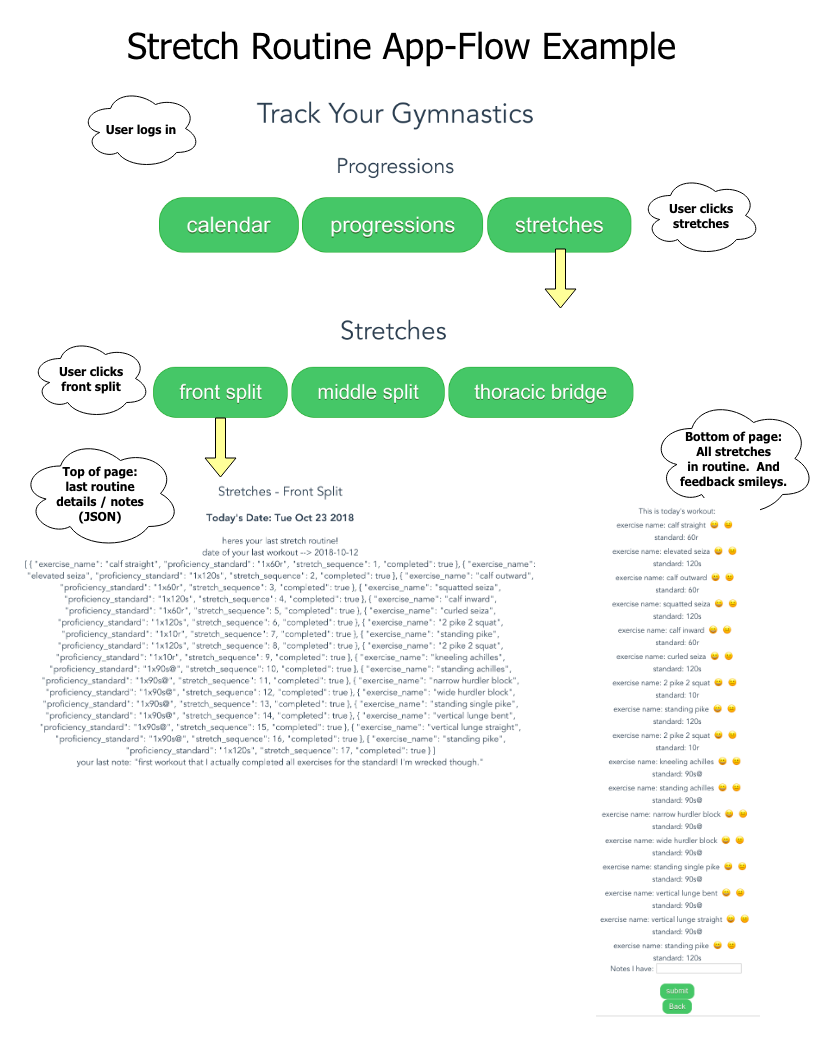 Stretch Routine App-Flow Example
User logs in
Track Your Gymnastics
Progressions
calendar
progressions
stretches
User clicks
stretches
Stretches
User clicks
front split
front split
middle split
thoracic bridge
Top of page:
last routine
details / notes
(JSON)
Bottom of page:
All stretches
in routine.  And
feedback smileys.
Stretches - Front Split
Today's Date: Tue Oct 23 2018
heres your last stretch routine!
date of your last workout --> 2018-10-12
[ { "exercise_name": "calf straight", "proficiency_standard": "1x60r", "stretch_sequence": 1, "completed": true }, { "exercise_name":
"elevated seiza", "proficiency_standard": "1x120s", "stretch_sequence": 2, "completed": true }, { "exercise_name": "calf outward",
"proficiency_standard": "1x60r", "stretch_sequence": 3, "completed": true }, { "exercise_name": "squatted seiza",
"proficiency_standard": "1x120s", "stretch_sequence": 4, "completed": true }, { "exercise_name": "calf inward",
"proficiency_standard": "1x60r", "stretch_sequence": 5, "completed": true }, { "exercise_name": "curled seiza",
"proficiency_standard": "1x120s", "stretch_sequence": 6, "completed": true }, { "exercise_name": "2 pike 2 squat",
"proficiency_standard": "1x10r", "stretch_sequence": 7, "completed": true }, { "exercise_name": "standing pike",
"proficiency_standard": "1x120s", "stretch_sequence": 8, "completed": true }, { "exercise_name": "2 pike 2 squat",
"proficiency_standard": "1x10r", "stretch_sequence": 9, "completed": true }, { "exercise_name": "kneeling achilles",
"proficiency_standard": "1x90s@", "stretch_sequence": 10, "completed": true }, { "exercise_name": "standing achilles",
"proficiency_standard": "1x90s@", "stretch_sequence": 11, "completed": true }, { "exercise_name": "narrow hurdler block",
"proficiency_standard": "1x90s@", "stretch_sequence": 12, "completed": true }, { "exercise_name": "wide hurdler block",
"proficiency_standard": "1x90s@", "stretch_sequence": 13, "completed": true }, { "exercise_name": "standing single pike",
"proficiency_standard": "1x90s@", "stretch_sequence": 14, "completed": true }, { "exercise_name": "vertical lunge bent",
"proficiency_standard": "1x90s@", "stretch_sequence": 15, "completed": true }, { "exercise_name": "vertical lunge straight",
"proficiency_standard": "1x90s@", "stretch_sequence": 16, "completed": true }, { "exercise_name": "standing pike",
"proficiency_standard": "1x120s", "stretch_sequence": 17, "completed": true } ]
your last note: "first workout that I actually completed all exercises for the standard! I'm wrecked though."
This is today's workout:
exercise name: calf straight 😄 😑
standard: 60r
exercise name: elevated seiza 😄 😑
standard: 120s
exercise name: calf outward 😄 😑
standard: 60r
exercise name: squatted seiza 😄 😑
standard: 120s
exercise name: calf inward 😄 😑
standard: 60r
exercise name: curled seiza 😄 😑
standard: 120s
exercise name: 2 pike 2 squat 😄 😑
standard: 10r
exercise name: standing pike 😄 😑
standard: 120s
exercise name: 2 pike 2 squat 😄 😑
standard: 10r
exercise name: kneeling achilles 😄 😑
standard: 90s@
exercise name: standing achilles 😄 😑
standard: 90s@
exercise name: narrow hurdler block 😄 😑
standard: 90s@
exercise name: wide hurdler block 😄 😑
standard: 90s@
exercise name: standing single pike 😄 😑
standard: 90s@
exercise name: vertical lunge bent 😄 😑
standard: 90s@
exercise name: vertical lunge straight 😄 😑
standard: 90s@
exercise name: standing pike 😄 😑
standard: 120s
Notes I have:
submit
Back